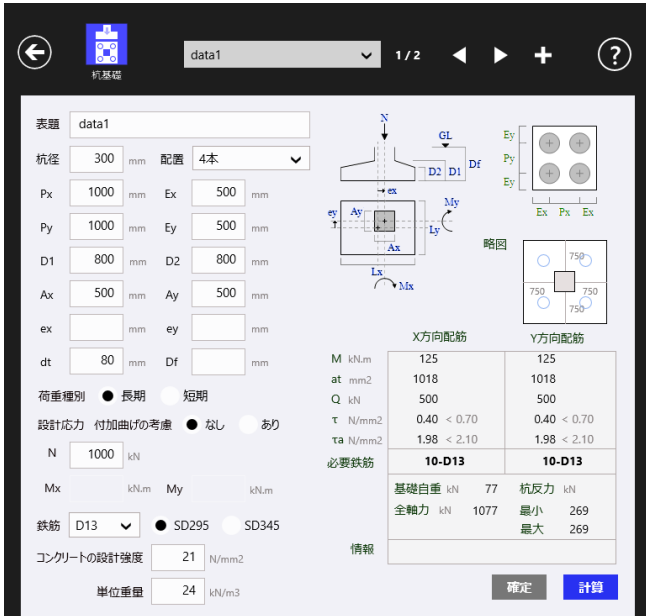 杭基礎
data1
1 / 2
?
表題 data1
杭径 300 mm 配置 4本
Px 1000 mm Ex 500 mm
Py 1000 mm Ey 500 mm
D1 800 mm D2 800 mm
Ax 500 mm Ay 500 mm
ex mm ey mm
dt 80 mm Df mm
荷重種別 長期 短期
設計応力 付加曲げの考慮 なし あり
N 1000 kN
Mx kN.m My kN.m
鉄筋 D13 SD295 SD345
コンクリートの設計強度 21 N/mm2
単位重量 24 kN/m3
N
GL
D2 D1 Df
ex
My
ey Ay
Ly
Ax
Lx
Mx
Ey
Py
Ey
Ex Px Ex
略図
750
750 750
750
X方向配筋 Y方向配筋
M kN.m 125 125
at mm2 1018 1018
Q kN 500 500
τ N/mm2 0.40 < 0.70 0.40 < 0.70
τa N/mm2 1.98 < 2.10 1.98 < 2.10
必要鉄筋 10-D13 10-D13
基礎自重 kN 77 杭反力 kN
全軸力 kN 1077 最小 269
最大 269
情報
確定 計算